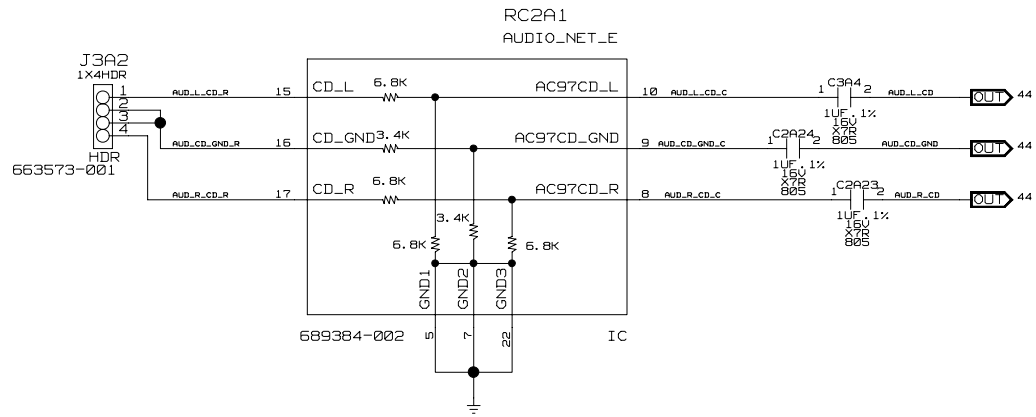 RC2A1
AUDIO_NET_E
J3A2
1X4HDR
1
2
3
4
HDR
663573-001
AUD_L_CD_R
15
CD_L
6.8K
AC97CD_L
10
AUD_L_CD_C
C3A4
1
2
1UF.1%
16V
X7R
805
AUD_L_CD
OUT
44
AUD_CD_GND_R
16
CD_GND
3.4K
AC97CD_GND
9
AUD_CD_GND_C
C2A24
1
2
1UF.1%
16V
X7R
805
AUD_CD_GND
OUT
44
AUD_R_CD_R
17
CD_R
6.8K
AC97CD_R
8
AUD_R_CD_C
C2A23
1
2
1UF.1%
16V
X7R
805
AUD_R_CD
OUT
44
6.8K
3.4K
6.8K
GND1
GND2
GND3
689384-002
5
7
22
IC